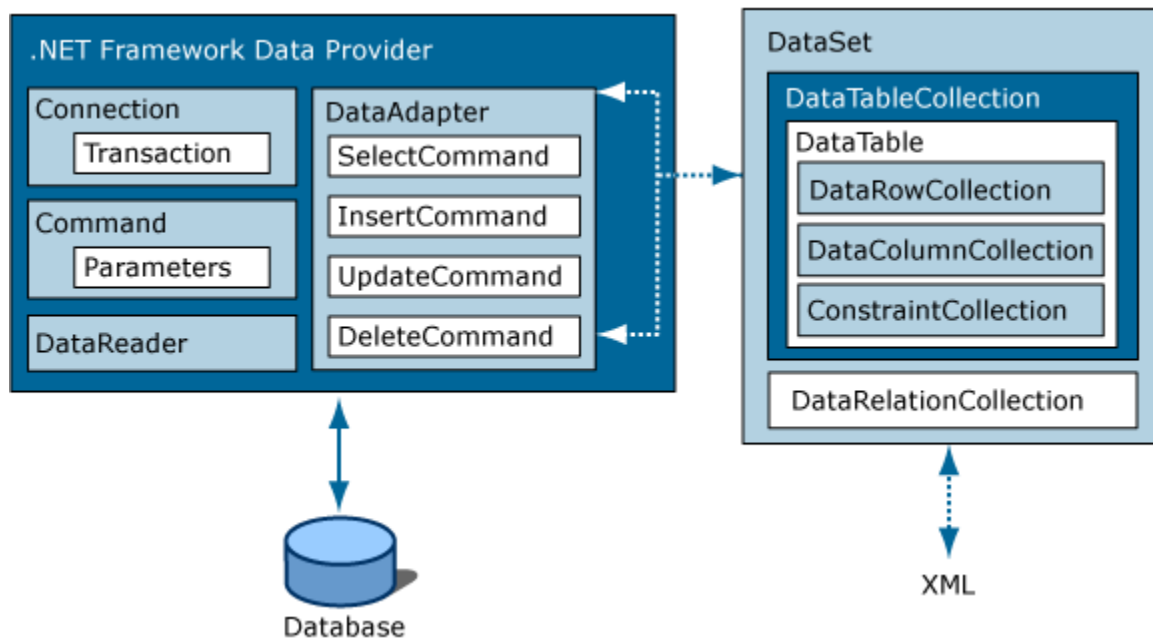 .NET Framework Data Provider
Connection
Transaction
Command
Parameters
DataReader
DataAdapter
SelectCommand
InsertCommand
UpdateCommand
DeleteCommand
Database
DataSet
DataTableCollection
DataTable
DataRowCollection
DataColumnCollection
ConstraintCollection
DataRelationCollection
XML